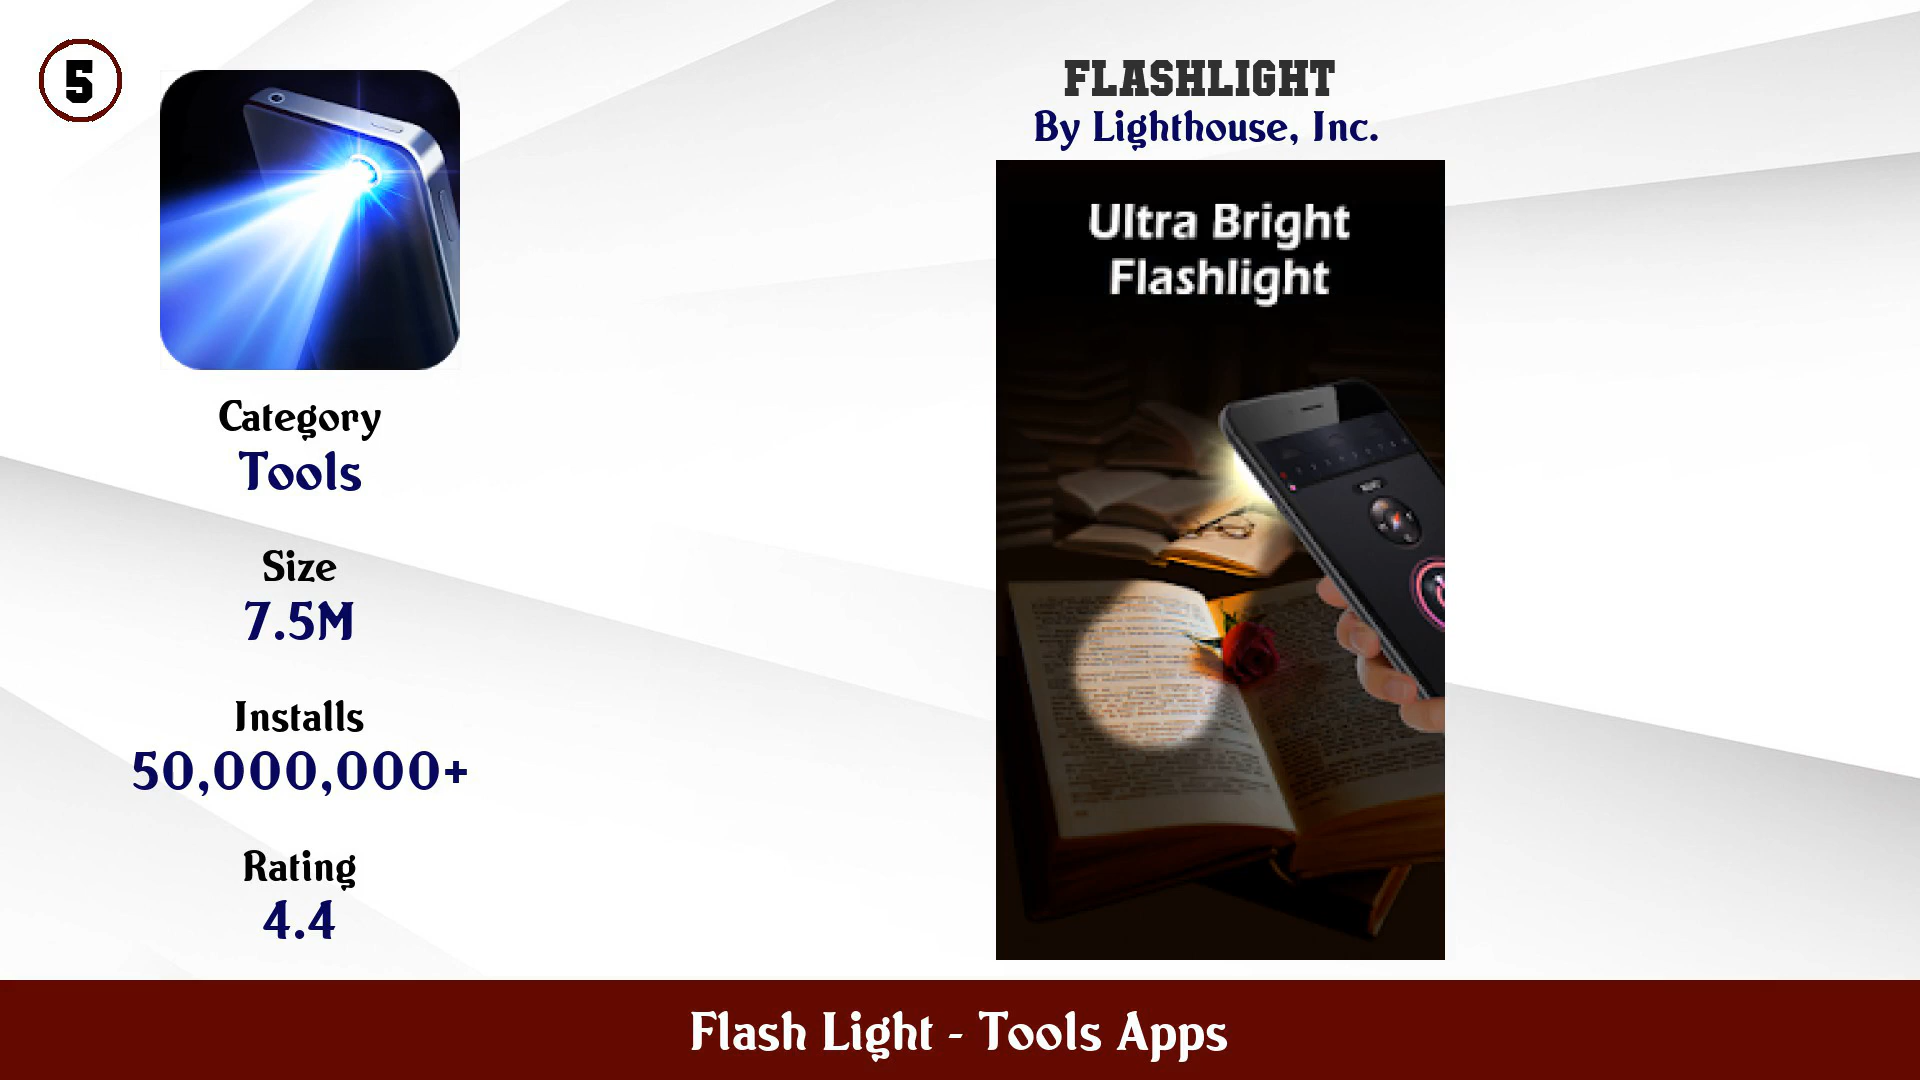 5
FLASHLIGHT
By Lighthouse, Inc.
Ultra Bright
Flashlight
Category
Tools
Size
7.5M
Installs
50,000,000+
Rating
4.4
Flash Light - Tools Apps